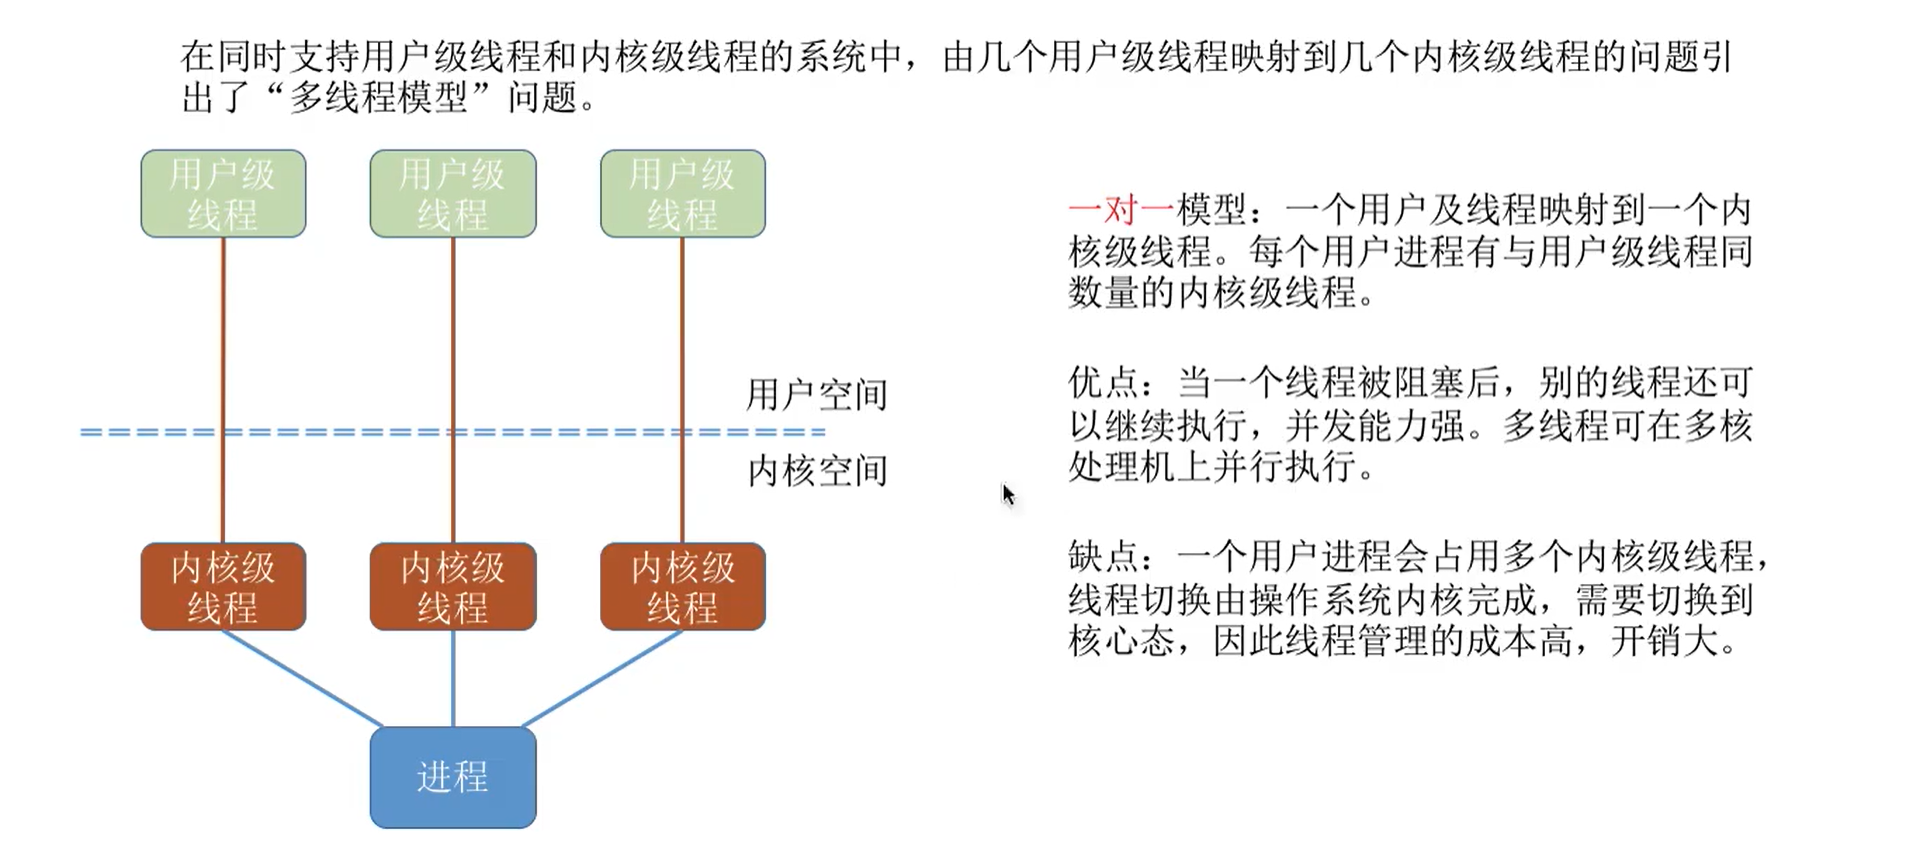 在同时支持用户级线程和内核级线程的系统中，由几个用户级线程映射到几个内核级线程的问题引
出了“多线程模型”问题。
用户级
线程
用户级
线程
用户级
线程
用户空间
内核空间
内核级
线程
内核级
线程
内核级
线程
进程
一对一模型：一个用户及线程映射到一个内
核级线程。每个用户进程有与用户级线程同
数量的内核级线程。
优点：当一个线程被阻塞后，别的线程还可
以继续执行，并发能力强。多线程可在多核
处理机上并行执行。
缺点：一个用户进程会占用多个内核级线程，
线程切换由操作系统内核完成，需要切换到
核心态，因此线程管理的成本高，开销大。